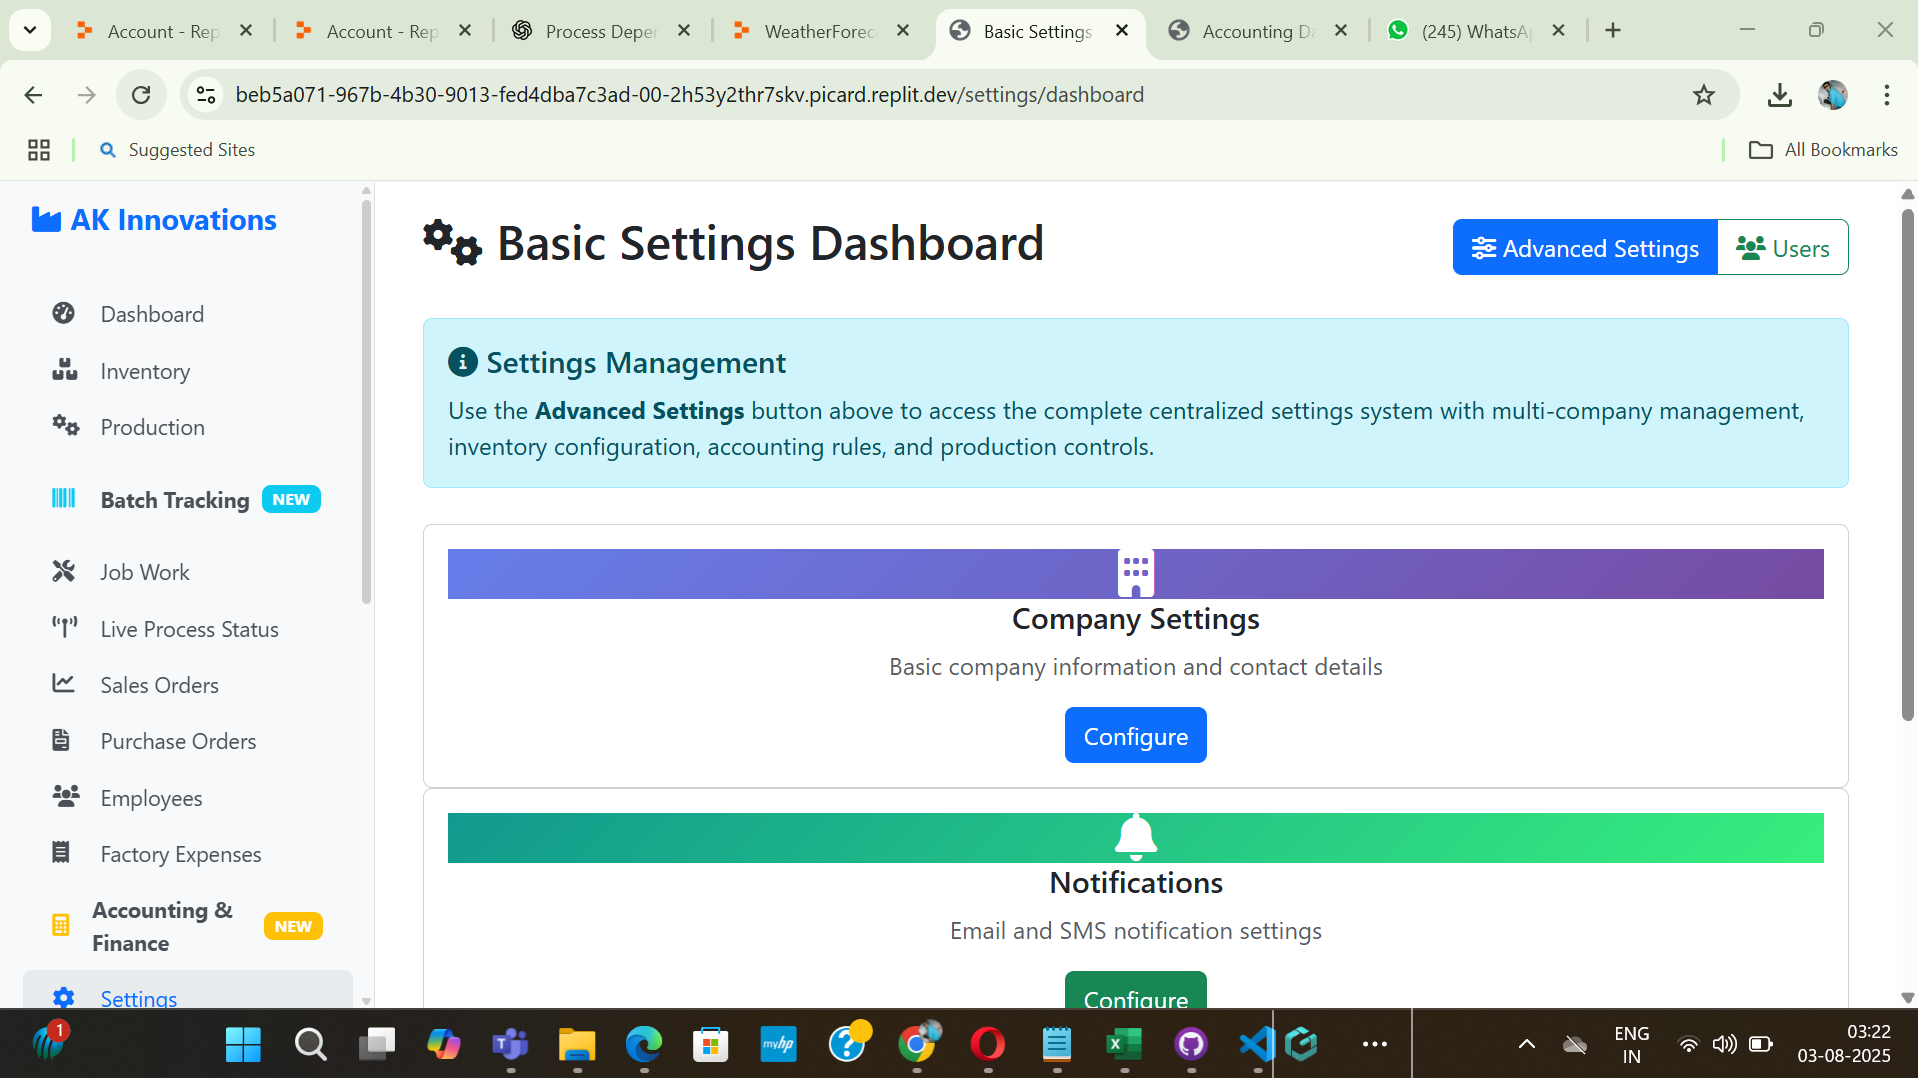 Account - Rep
Account - Rep
Process Deper
WeatherForec
Basic Settings
Accounting Da
(245) WhatsAp
beb5a071-967b-4b30-9013-fed4dba7c3ad-00-2h53y2thr7skv.picard.replit.dev/settings/dashboard
Suggested Sites
All Bookmarks
AK Innovations
Dashboard
Inventory
Production
Batch Tracking NEW
Job Work
Live Process Status
Sales Orders
Purchase Orders
Employees
Factory Expenses
Accounting &
Finance
NEW
Settings
Basic Settings Dashboard
Advanced Settings
Users
Settings Management
Use the Advanced Settings button above to access the complete centralized settings system with multi-company management,
inventory configuration, accounting rules, and production controls.
Company Settings
Basic company information and contact details
Configure
Notifications
Email and SMS notification settings
Configure
1
myhp
ENG
IN
03:22
03-08-2025